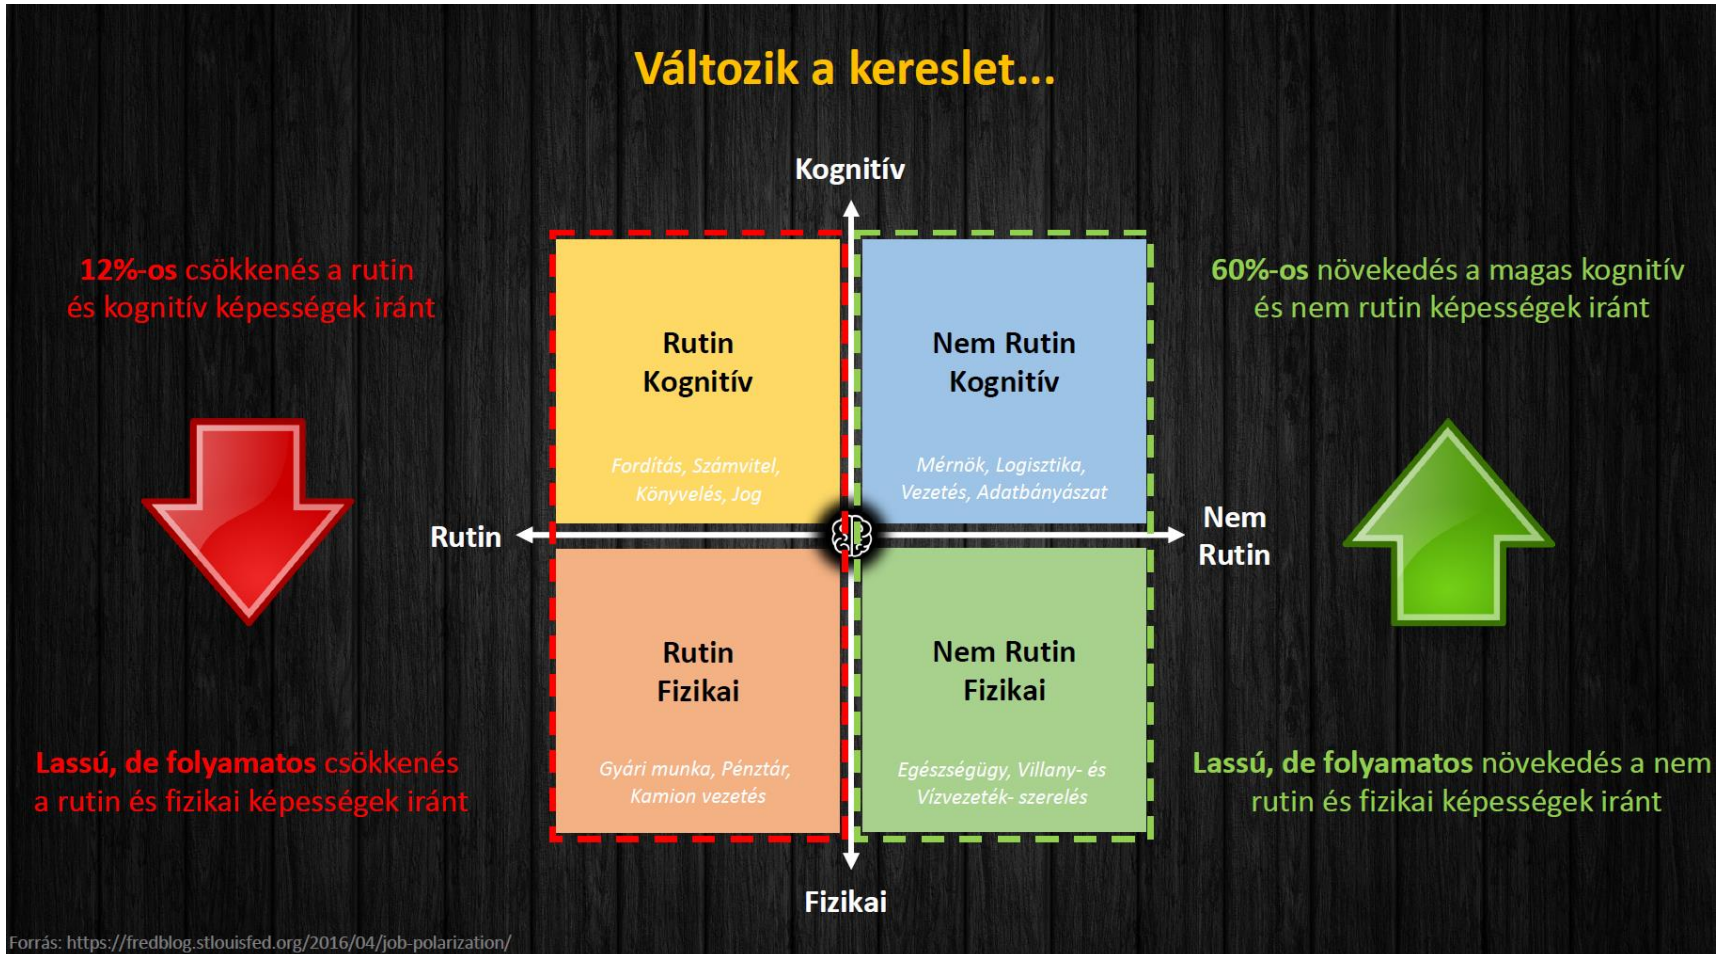 Változik a kereslet...
Kognitív
12%-os csökkenés a rutin
és kognitív képességek iránt
60%-os növekedés a magas kognitív
és nem rutin képességek iránt
Rutin
Kognitív
Fordítás, Számvitel,
Könyvelés, Jog
Nem Rutin
Kognitív
Mérnök, Logisztika,
Vezetés, Adatbányászat
Rutin
Nem
Rutin
Rutin
Fizikai
Gyári munka, Pénztár,
Kamion vezetés
Nem Rutin
Fizikai
Egészségügy, Villany- és
Vízvezeték- szerelés
Lassú, de folyamatos csökkenés
a rutin és fizikai képességek iránt
Lassú, de folyamatos növekedés a nem
rutin és fizikai képességek iránt
Fizikai
Forrás: https://fredblog.stlouisfed.org/2016/04/job-polarization/